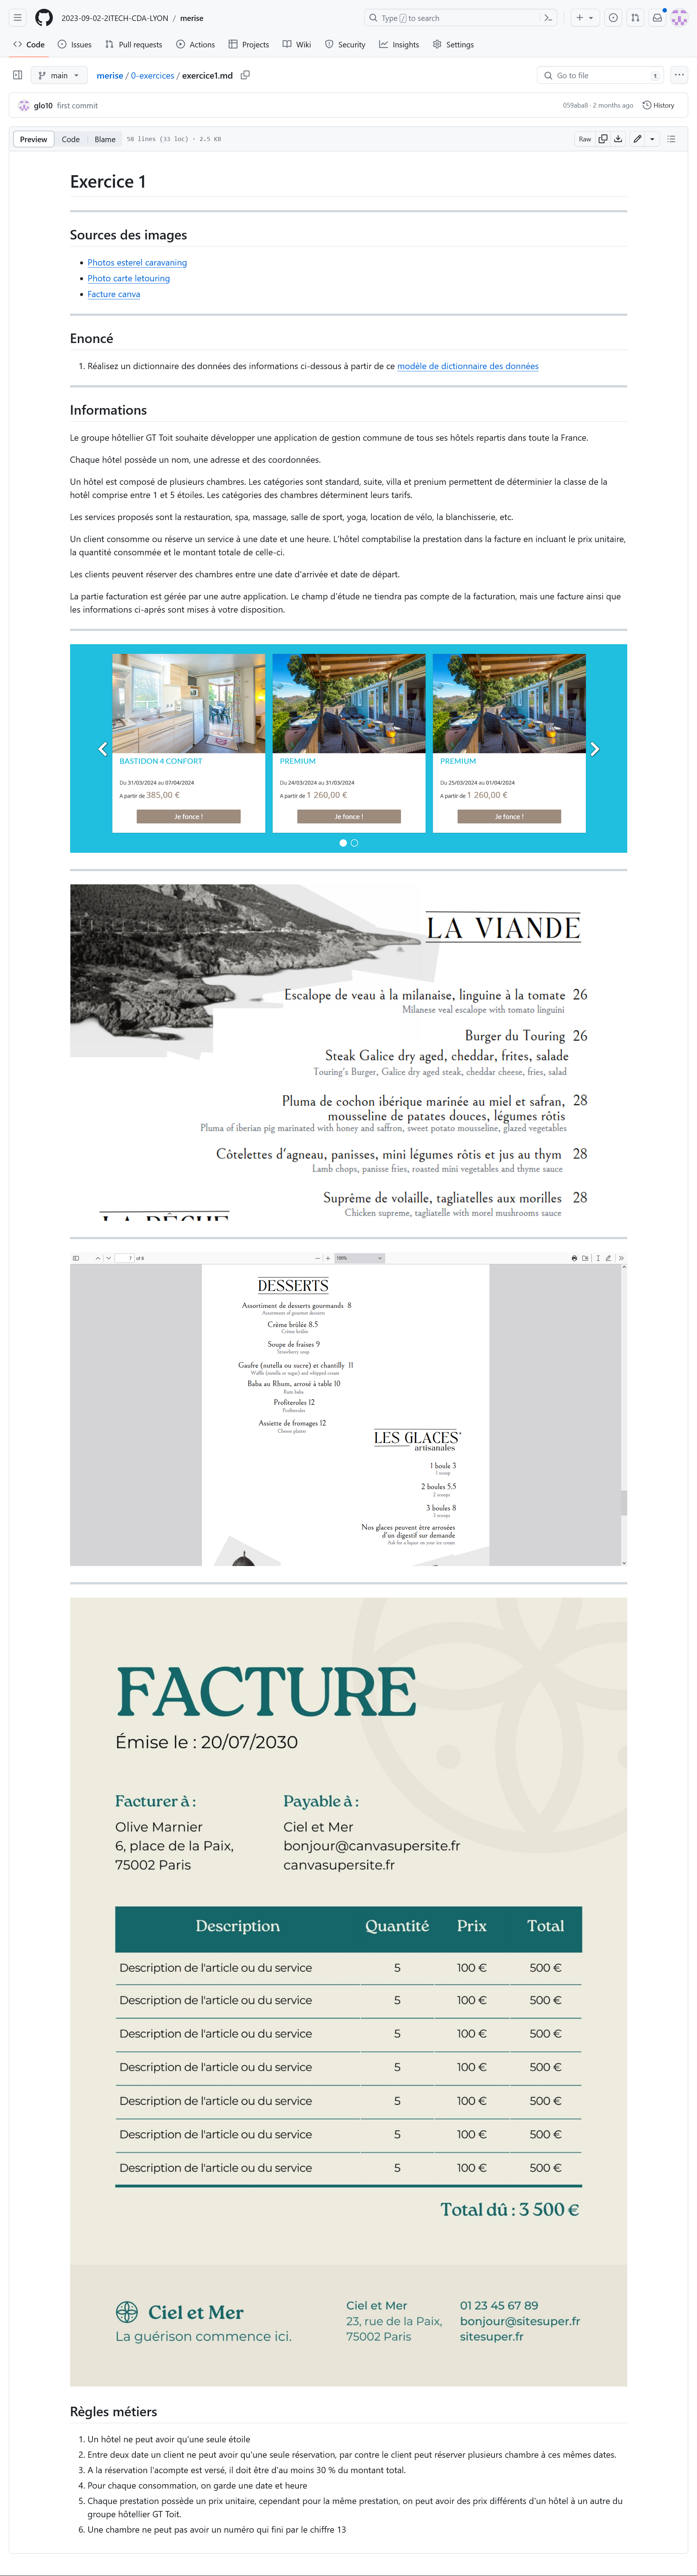 2023-09-02-2ITECH-CDA-LYON / merise
Type / to search
Code Issues Pull requests Actions Projects Wiki Security Insights Settings
main merise / 0-exercices / exercice1.md Go to file t
glo10 first commit 059aba8 · 2 months ago History
Preview Code Blame 58 lines (33 loc) · 2.5 KB Raw
Exercice 1
Sources des images
Photos esterel caravaning
Photo carte letouring
Facture canva
Enoncé
1. Réalisez un dictionnaire des données des informations ci-dessous à partir de ce modèle de dictionnaire des données
Informations
Le groupe hôtellier GT Toit souhaite développer une application de gestion commune de tous ses hôtels repartis dans toute la France.
Chaque hôtel possède un nom, une adresse et des coordonnées.
Un hôtel est composé de plusieurs chambres. Les catégories sont standard, suite, villa et prenium permettent de déterminier la classe de la
hotêl comprise entre 1 et 5 étoiles. Les catégories des chambres déterminent leurs tarifs.
Les services proposés sont la restauration, spa, massage, salle de sport, yoga, location de vélo, la blanchisserie, etc.
Un client consomme ou réserve un service à une date et une heure. L'hôtel comptabilise la prestation dans la facture en incluant le prix unitaire,
la quantité consommée et le montant totale de celle-ci.
Les clients peuvent réserver des chambres entre une date d'arrivée et date de départ.
La partie facturation est gérée par une autre application. Le champ d'étude ne tiendra pas compte de la facturation, mais une facture ainsi que
les informations ci-après sont mises à votre disposition.
BASTIDON 4 CONFORT
Du 31/03/2024 au 07/04/2024
A partir de 385,00 €
Je fonce !
PREMIUM
Du 24/03/2024 au 31/03/2024
A partir de 1 260,00 €
Je fonce !
PREMIUM
Du 25/03/2024 au 01/04/2024
A partir de 1 260,00 €
Je fonce !
LA VIANDE
Escalope de veau à la milanaise, linguine à la tomate 26
Milanese veal escalope with tomato linguini
Burger du Touring 26
Steak Galice dry aged, cheddar, frites, salade
Touring's Burger, Galice dry aged steak, cheddar cheese, fries, salad
Pluma de cochon ibérique marinée au miel et safran, 28
mousseline de patates douces, légumes rôtis
Pluma of iberian pig marinated with honey and saffron, sweet potato mousseline, glazed vegetables
Côtelettes d'agneau, panisses, mini légumes rôtis et jus au thym 28
Lamb chops, panisse fries, roasted mini vegetables and thyme sauce
Suprême de volaille, tagliatelles aux morilles 28
Chicken supreme, tagliatelle with morel mushrooms sauce
LA PÊCHE
7 of 8 100%
DESSERTS
Assortiment de desserts gourmands 8
Assortments of gourmet desserts
Crème brûlée 8.5
Crème brûlée
Soupe de fraises 9
Strawberry soup
Gaufre (nutella ou sucre) et chantilly 11
Waffle (nutella or sugar) and whipped cream
Baba au Rhum, arrosé à table 10
Rum baba
Profiteroles 12
Profiteroles
Assiette de fromages 12
Cheese platter
LES GLACES
artisanales
1 boule 3
1 scoop
2 boules 5.5
2 scoops
3 boules 8
3 scoops
Nos glaces peuvent être arrosées
d'un digestif sur demande
Ask for a liquor on your ice cream
FACTURE
Émise le : 20/07/2030
Facturer à :
Olive Marnier
6, place de la Paix,
75002 Paris
Payable à :
Ciel et Mer
bonjour@canvasupersite.fr
canvasupersite.fr
Description Quantité Prix Total
Description de l'article ou du service 5 100 € 500 €
Description de l'article ou du service 5 100 € 500 €
Description de l'article ou du service 5 100 € 500 €
Description de l'article ou du service 5 100 € 500 €
Description de l'article ou du service 5 100 € 500 €
Description de l'article ou du service 5 100 € 500 €
Description de l'article ou du service 5 100 € 500 €
Total dû : 3 500 €
Ciel et Mer
La guérison commence ici.
Ciel et Mer
23, rue de la Paix,
75002 Paris
01 23 45 67 89
bonjour@sitesuper.fr
sitesuper.fr
Règles métiers
1. Un hôtel ne peut avoir qu'une seule étoile
2. Entre deux date un client ne peut avoir qu'une seule réservation, par contre le client peut réserver plusieurs chambre à ces mêmes dates.
3. A la réservation l'acompte est versé, il doit être d'au moins 30 % du montant total.
4. Pour chaque consommation, on garde une date et heure
5. Chaque prestation possède un prix unitaire, cependant pour la même prestation, on peut avoir des prix différents d'un hôtel à un autre du
groupe hôtellier GT Toit.
6. Une chambre ne peut pas avoir un numéro qui fini par le chiffre 13